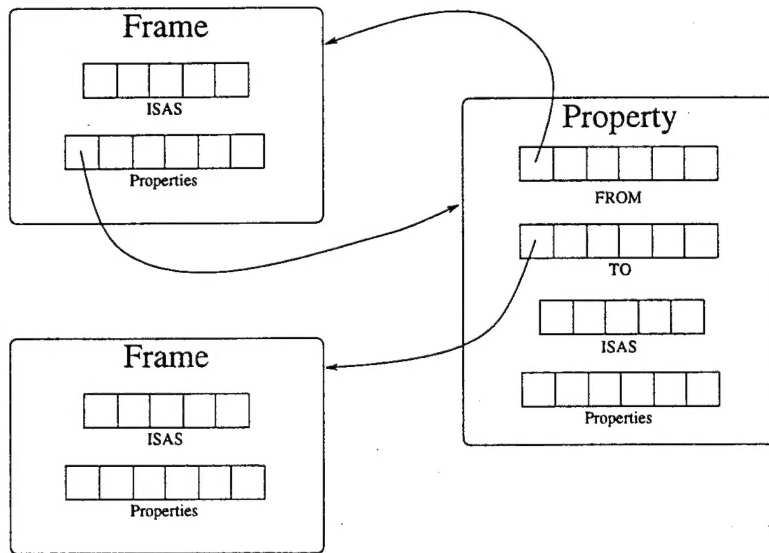 Frame
ISAS
Properties
Property
FROM
TO
ISAS
Properties
Frame
ISAS
Properties